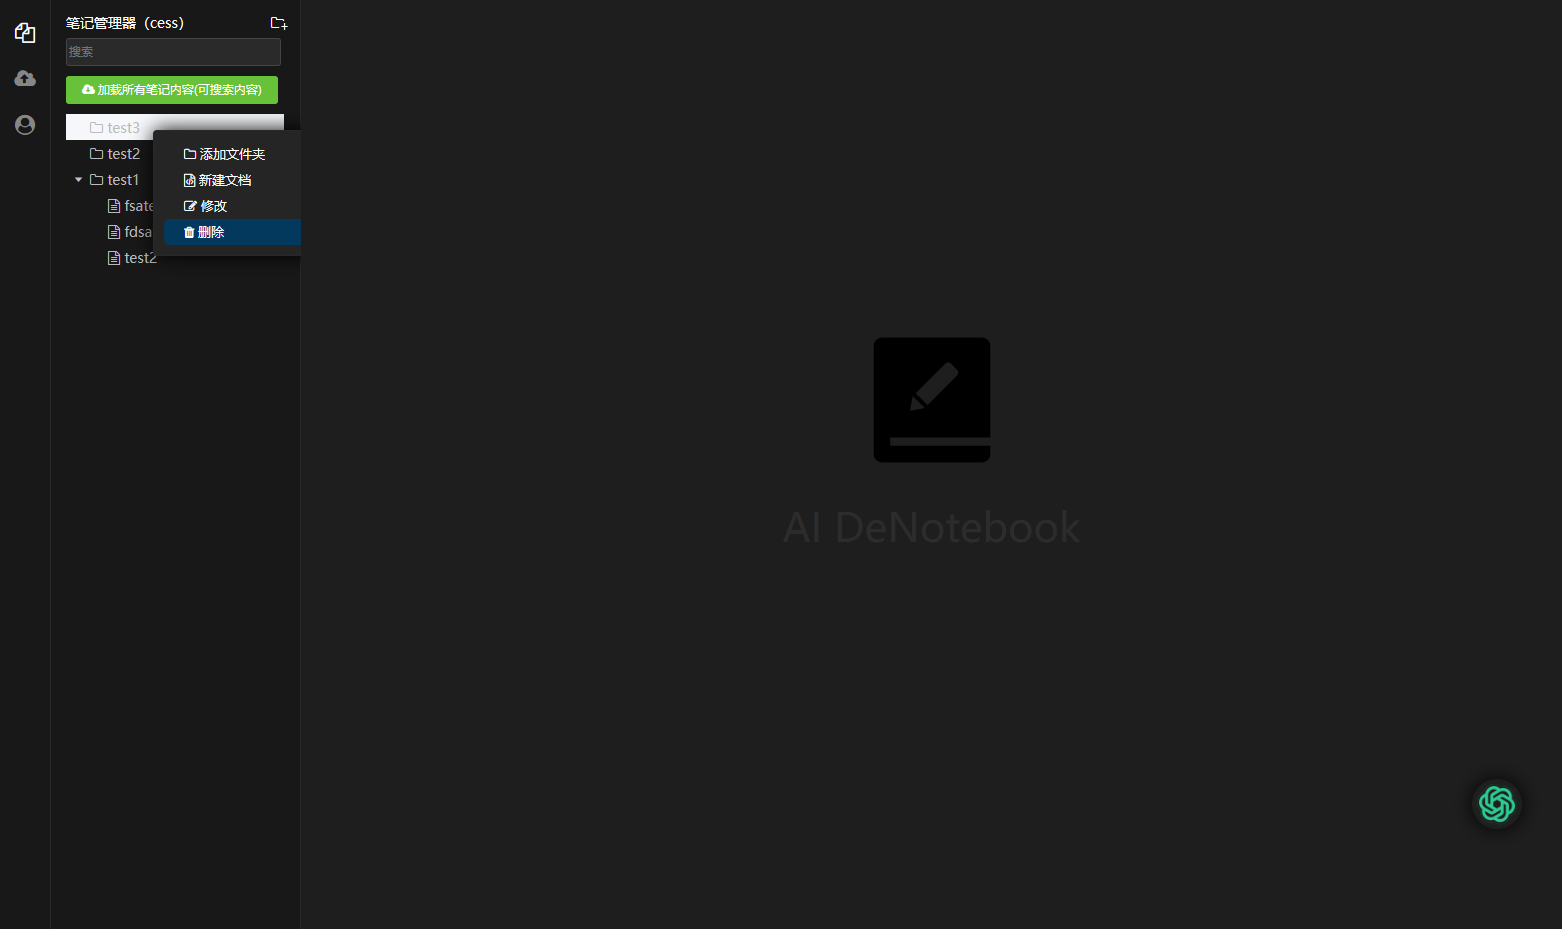 笔记管理器（cess）
搜索
加载所有笔记内容(可搜索内容)
test3
test2
test1
fsate
fdsa
test2
添加文件夹
新建文档
修改
删除
AI DeNotebook